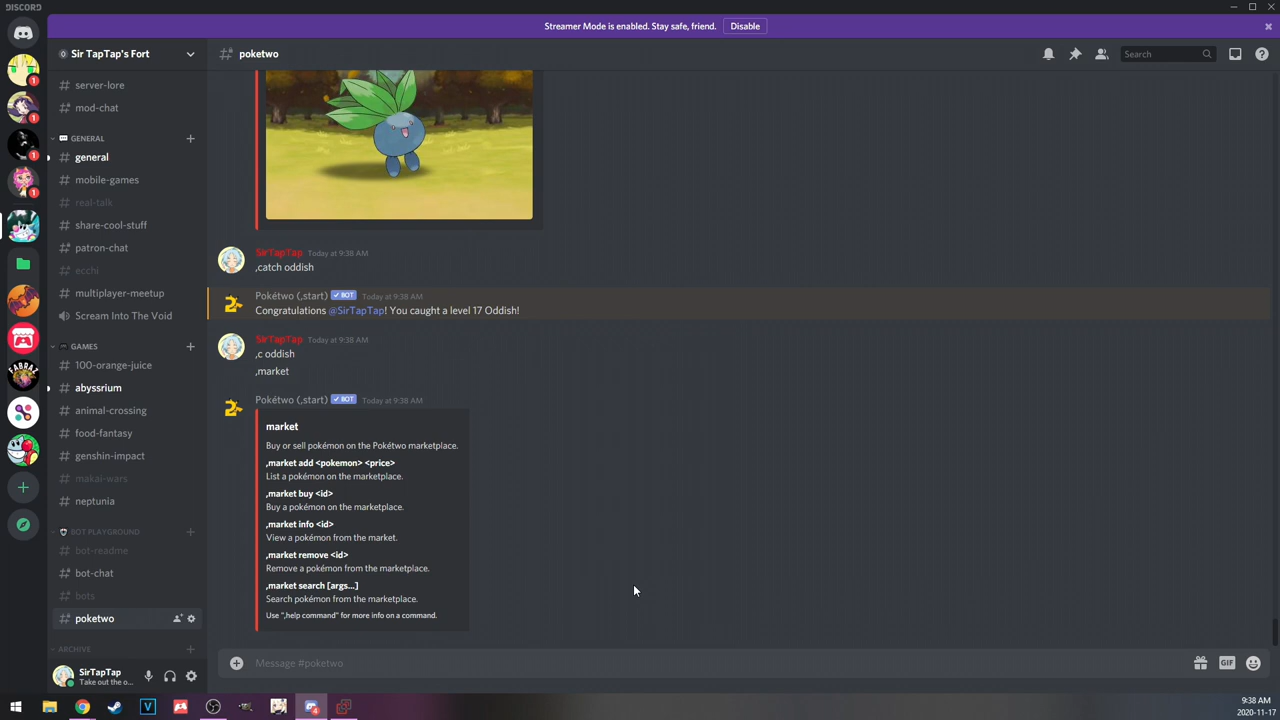 DISCORD
Streamer Mode is enabled. Stay safe, friend.
Disable
Sir TapTap's Fort
poketwo
Search
server-lore
mod-chat
GENERAL
general
mobile-games
real-talk
share-cool-stuff
patron-chat
ecchi
multiplayer-meetup
Scream Into The Void
GAMES
100-orange-juice
abyssrium
animal-crossing
food-fantasy
genshin-impact
makai-wars
neptunia
BOT PLAYGROUND
bot-readme
bot-chat
bots
poketwo
ARCHIVE
SirTapTap
Take out the o...
1
1
1
1
FABRAZ
SirTapTap Today at 9:38 AM
,catch oddish
Pokétwo (,start) BOT Today at 9:38 AM
Congratulations @SirTapTap! You caught a level 17 Oddish!
SirTapTap Today at 9:38 AM
,c oddish
,market
Pokétwo (,start) BOT Today at 9:38 AM
market
Buy or sell pokémon on the Pokétwo marketplace.
,market add <pokemon> <price>
List a pokémon on the marketplace.
,market buy <id>
Buy a pokémon on the marketplace.
,market info <id>
View a pokémon from the market.
,market remove <id>
Remove a pokémon from the marketplace.
,market search [args...]
Search pokémon from the marketplace.
Use ",help command" for more info on a command.
Message #poketwo
GIF
4
9:38 AM
2020-11-17